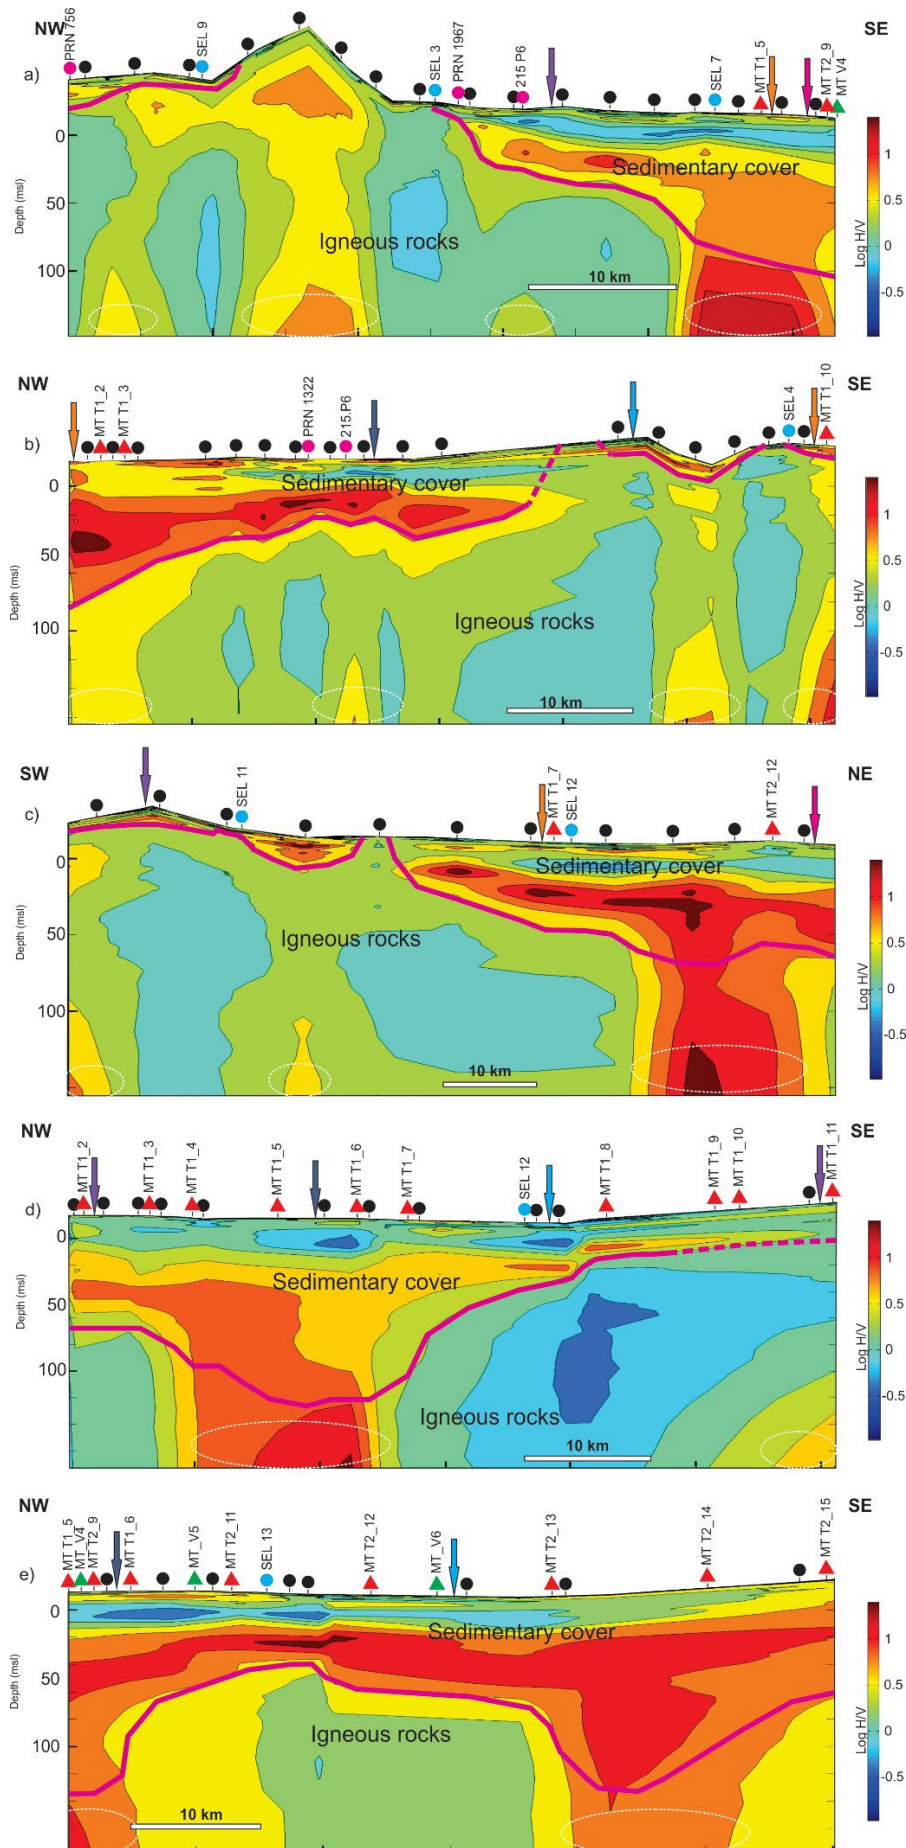 NW
SE
PRN 756
SEL 9
SEL 3
PRN 1967
215 P6
SEL 7
MT T1_5
MT T2_9
MT V4
a)
0
50
100
Depth (msl)
Sedimentary cover
Igneous rocks
10 km
Log H/V
1
0.5
0
-0.5
NW
SE
MT T1_2
MT T1_3
PRN 1322
215.P6
SEL 4
MT T1_10
b)
0
50
100
Depth (msl)
Sedimentary cover
Igneous rocks
10 km
Log H/V
1
0.5
0
-0.5
SW
NE
SEL 11
MT T1_7
SEL 12
MT T2_12
c)
0
50
100
Depth (msl)
Sedimentary cover
Igneous rocks
10 km
Log H/V
1
0.5
0
-0.5
NW
SE
MT T1_2
MT T1_3
MT T1_4
MT T1_5
MT T1_6
MT T1_7
SEL 12
MT T1_8
MT T1_9
MT T1_10
MT T1_11
d)
0
50
100
Depth (msl)
Sedimentary cover
Igneous rocks
10 km
Log H/V
1
0.5
0
-0.5
NW
SE
MT T1_5
MT_V4
MT T2_9
MT T1_6
MT_V5
MT T2_11
SEL 13
MT T2_12
MT_V6
MT T2_13
MT T2_14
MT T2_15
e)
0
50
100
Depth (msl)
Sedimentary cover
Igneous rocks
10 km
Log H/V
1
0.5
0
-0.5